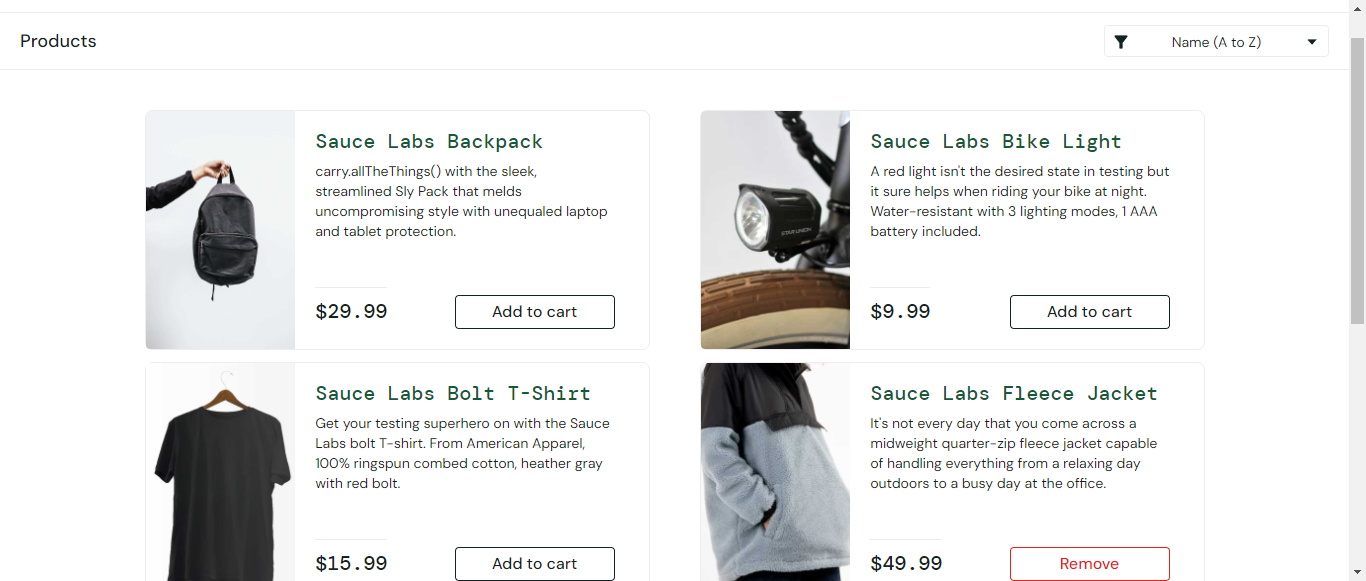 Products
Name (A to Z)
Sauce Labs Backpack
carry.allTheThings() with the sleek,
streamlined Sly Pack that melds
uncompromising style with unequaled laptop
and tablet protection.
$29.99
Add to cart
Sauce Labs Bike Light
A red light isn't the desired state in testing but
it sure helps when riding your bike at night.
Water-resistant with 3 lighting modes, 1 AAA
battery included.
$9.99
Add to cart
STAR UNION
Sauce Labs Bolt T-Shirt
Get your testing superhero on with the Sauce
Labs bolt T-shirt. From American Apparel,
100% ringspun combed cotton, heather gray
with red bolt.
$15.99
Add to cart
Sauce Labs Fleece Jacket
It's not every day that you come across a
midweight quarter-zip fleece jacket capable
of handling everything from a relaxing day
outdoors to a busy day at the office.
$49.99
Remove